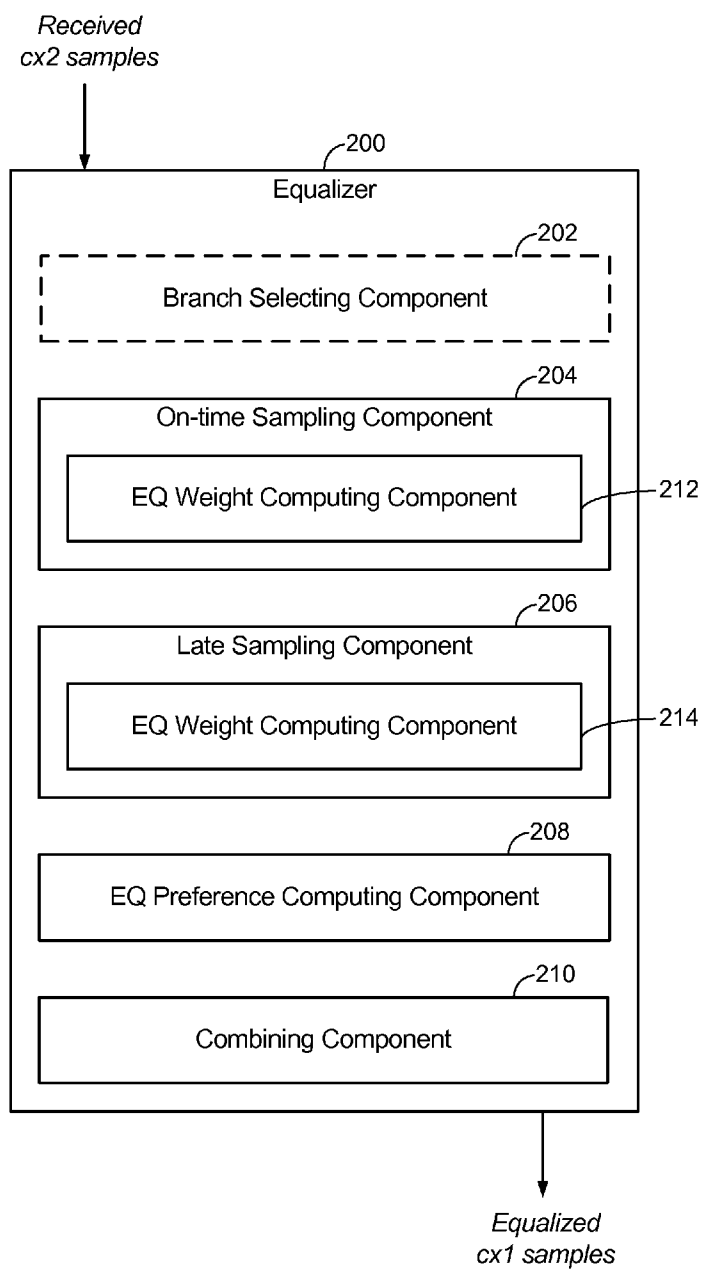 Received
cx2 samples
200
Equalizer
202
Branch Selecting Component
204
On-time Sampling Component
EQ Weight Computing Component
212
206
Late Sampling Component
EQ Weight Computing Component
214
208
EQ Preference Computing Component
210
Combining Component
Equalized
cx1 samples